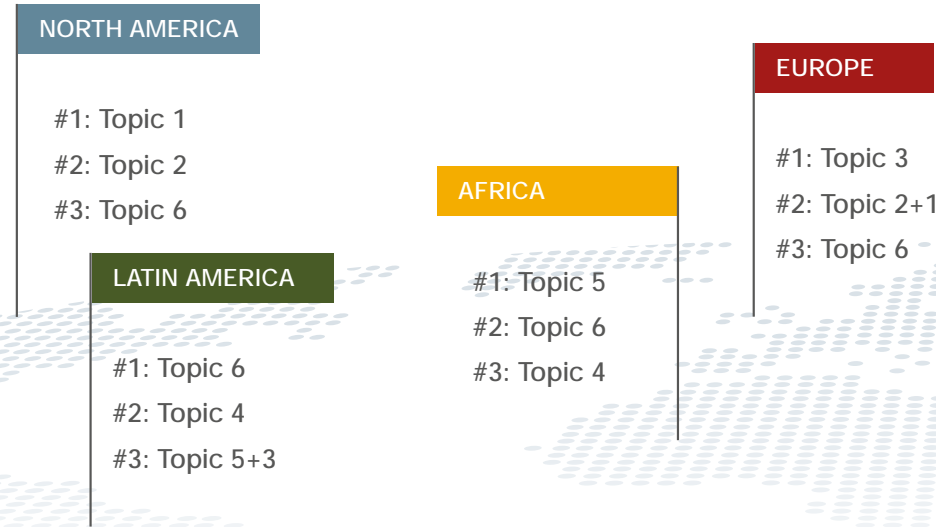 NORTH AMERICA
#1: Topic 1
#2: Topic 2
#3: Topic 6
LATIN AMERICA
#1: Topic 6
#2: Topic 4
#3: Topic 5+3
AFRICA
#1: Topic 5
#2: Topic 6
#3: Topic 4
EUROPE
#1: Topic 3
#2: Topic 2+1
#3: Topic 6